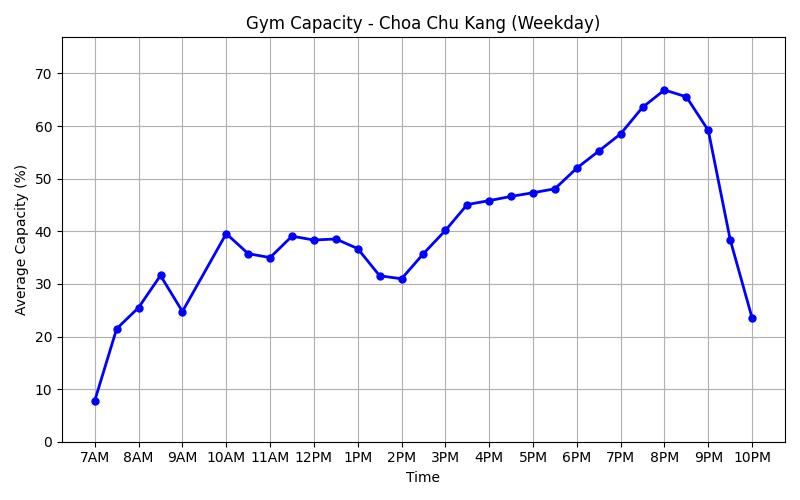 Gym Capacity - Choa Chu Kang (Weekday)
Average Capacity (%)
70
60
50
40
30
20
10
0
7AM 8AM 9AM 10AM 11AM 12PM 1PM 2PM 3PM 4PM 5PM 6PM 7PM 8PM 9PM 10PM
Time